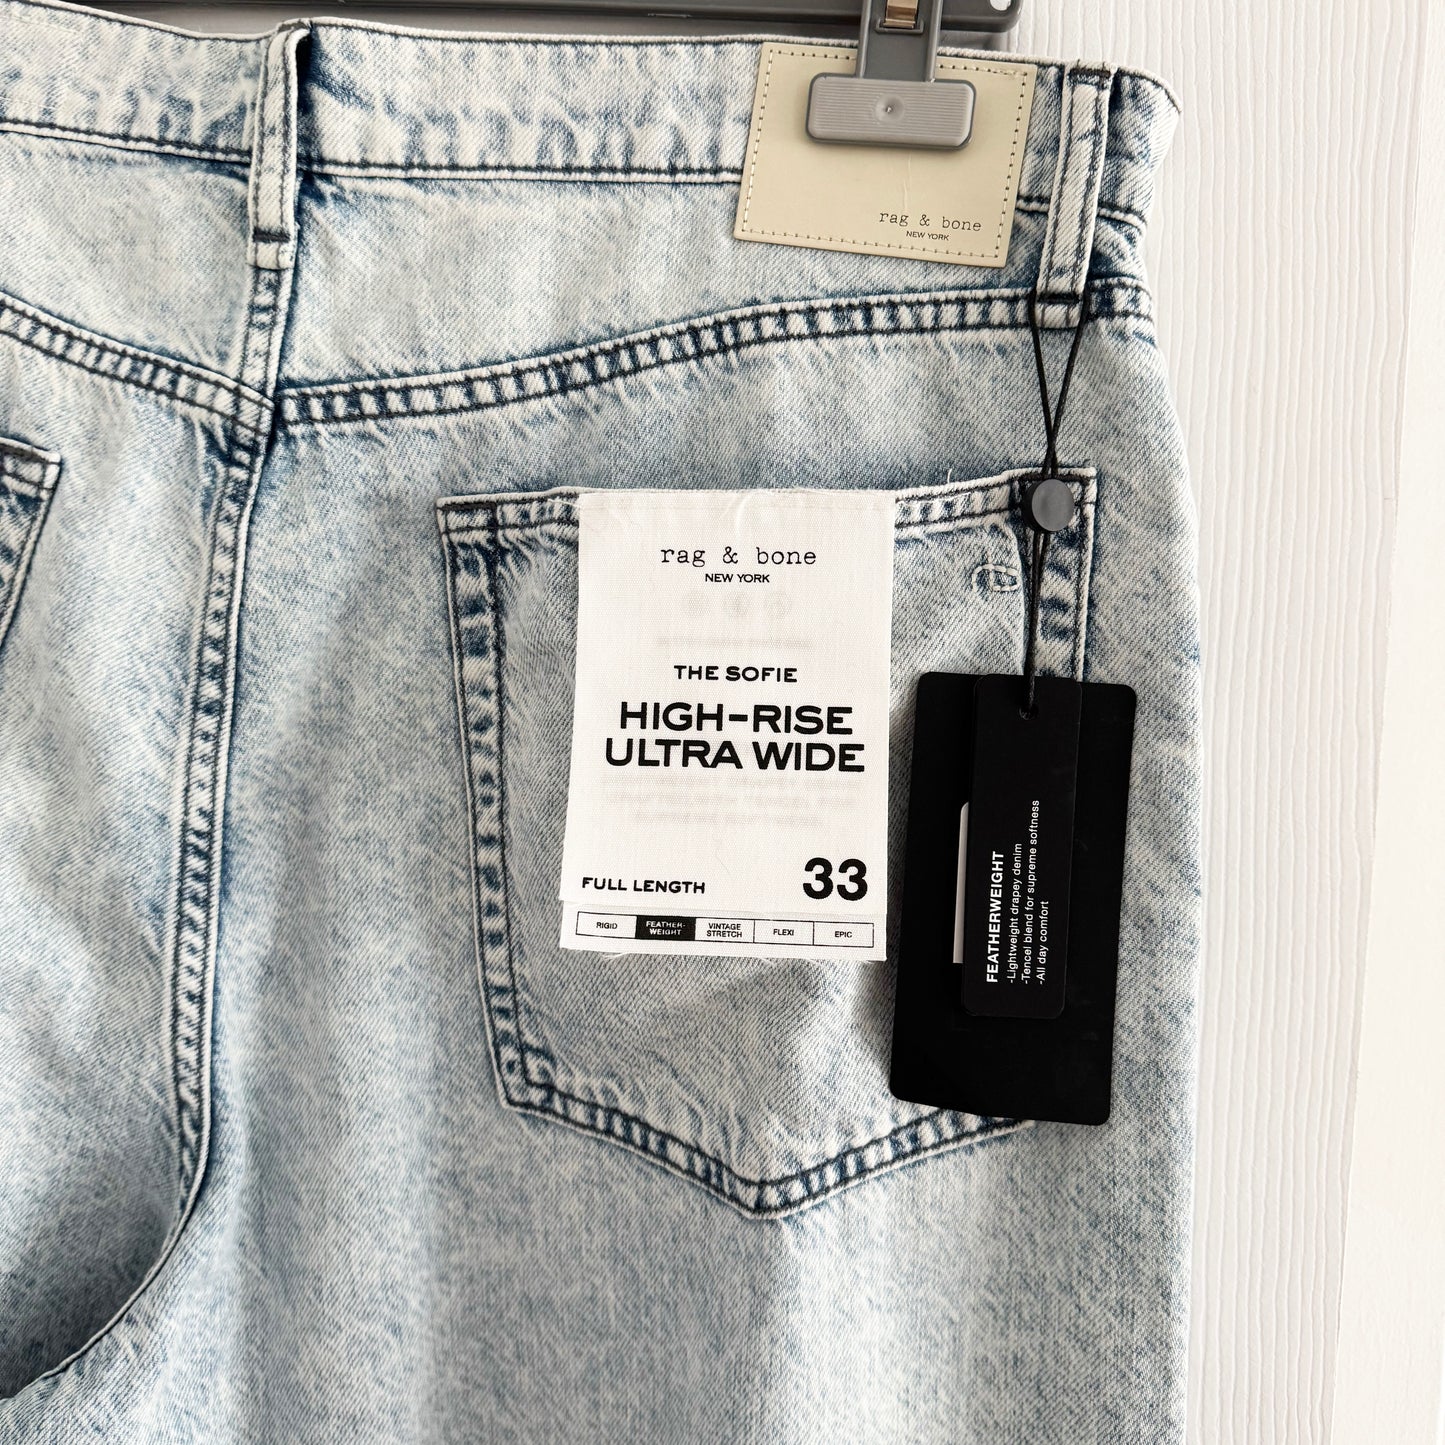 rag & bone
NEW YORK
rag & bone
NEW YORK
THE SOFIE
HIGH-RISE
ULTRA WIDE
FULL LENGTH
33
RIGID
FEATHER-
WEIGHT
VINTAGE
STRETCH
FLEXI
EPIC
FEATHERWEIGHT
-Lightweight drapey denim
-Tencel blend for supreme softness
-All day comfort